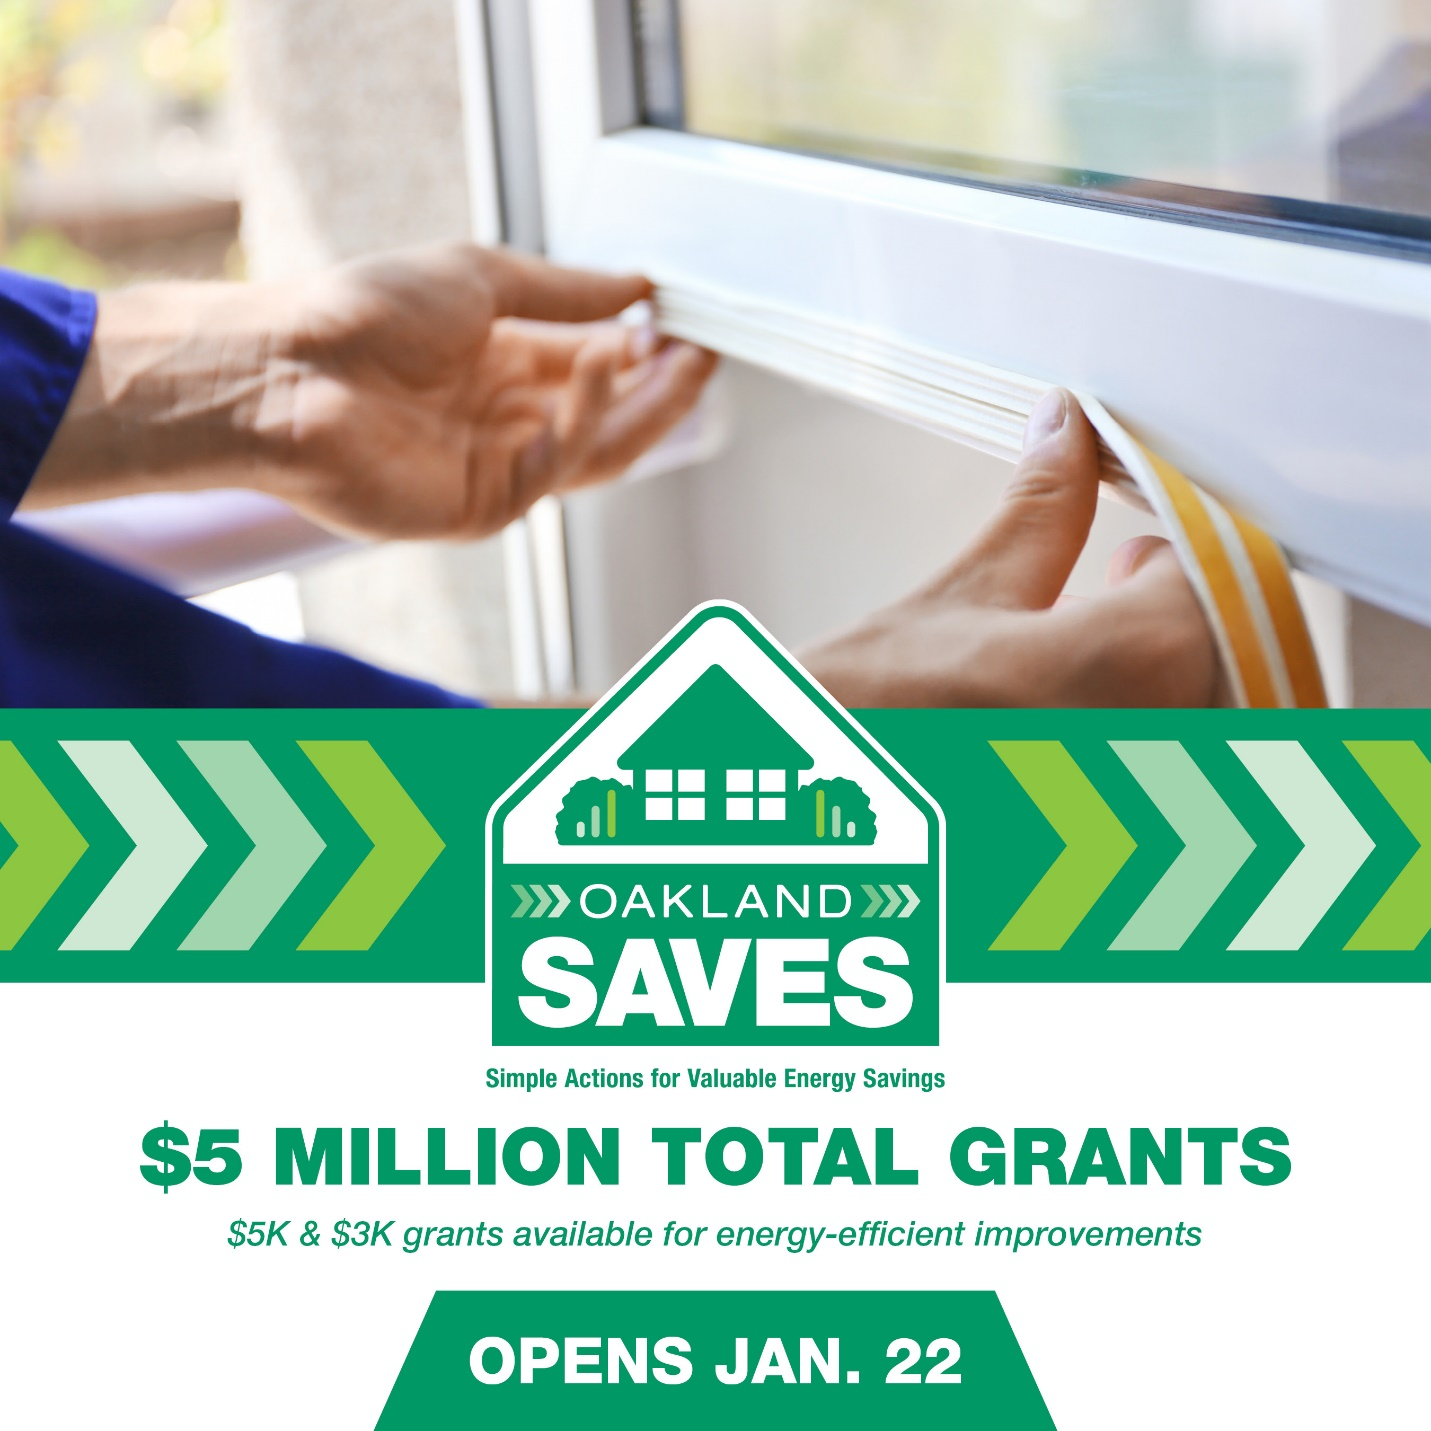 OAKLAND
SAVES
Simple Actions for Valuable Energy Savings
$5 MILLION TOTAL GRANTS
$5K & $3K grants available for energy-efficient improvements
OPENS JAN. 22